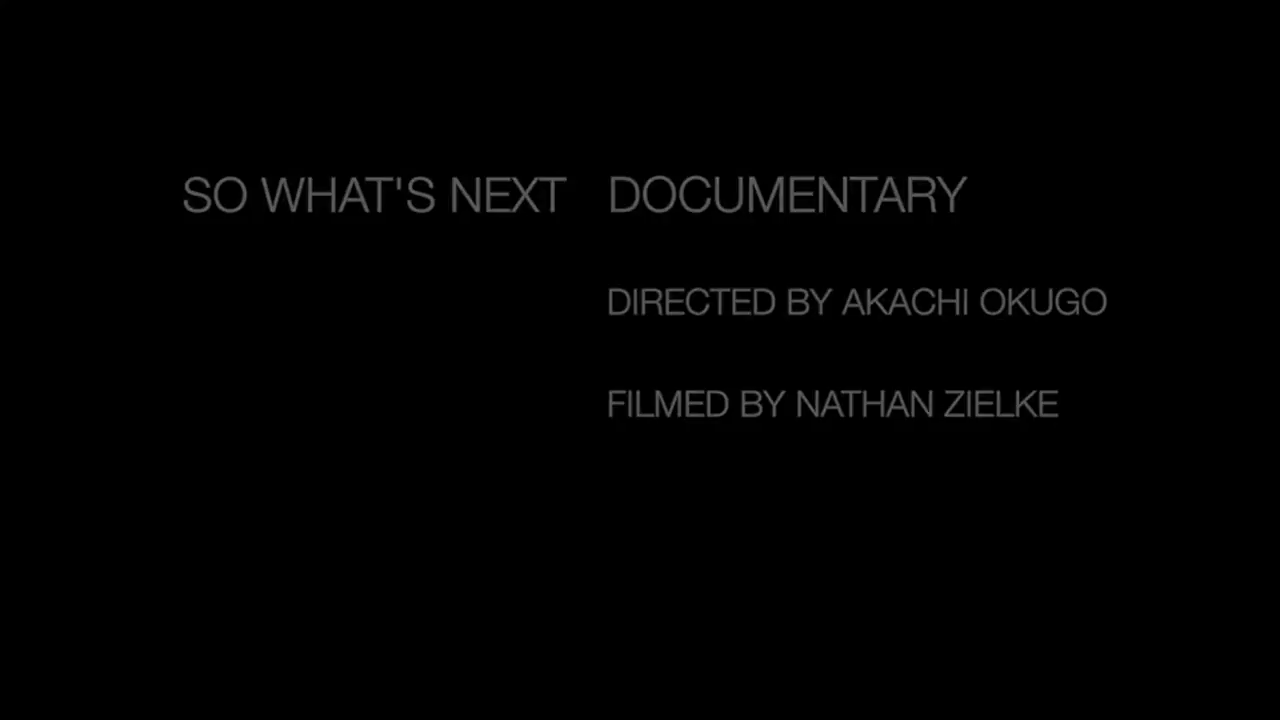 SO WHAT'S NEXT DOCUMENTARY
DIRECTED BY AKACHI OKUGO
FILMED BY NATHAN ZIELKE